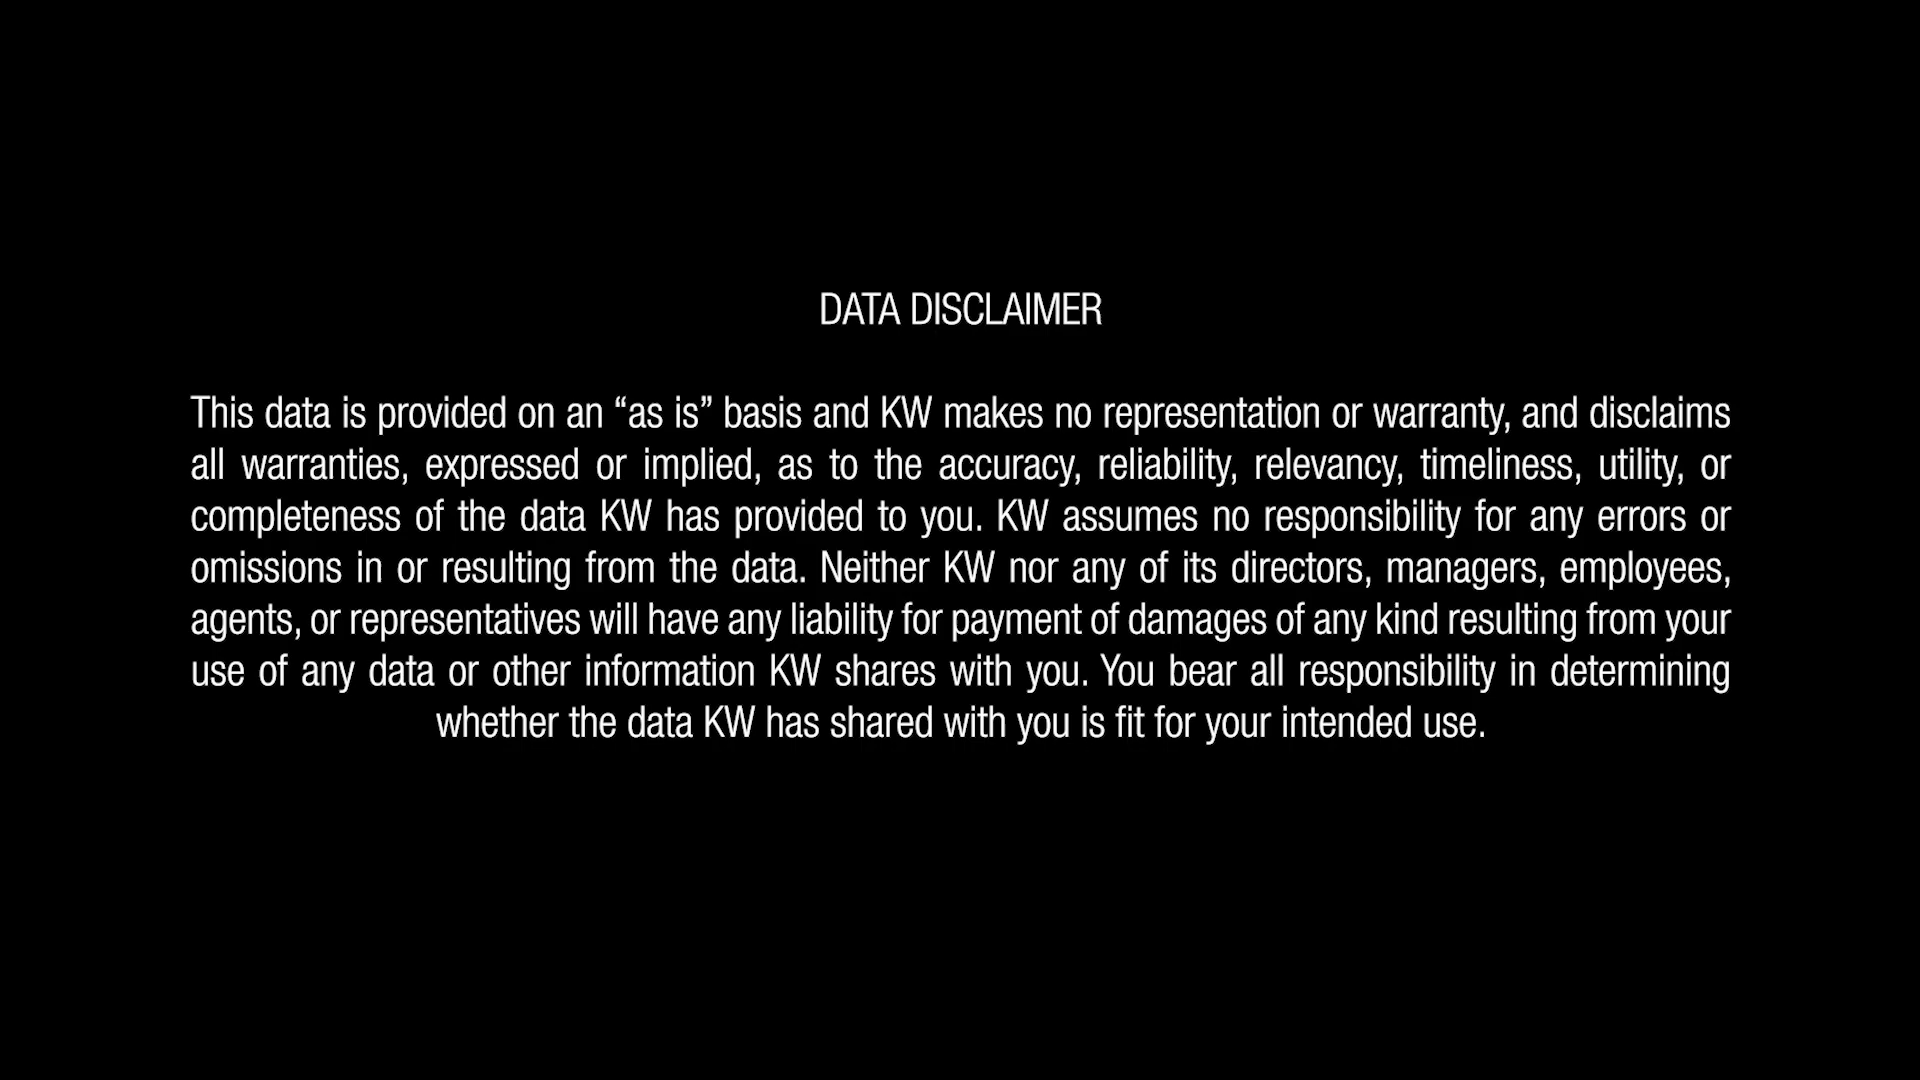 DATA DISCLAIMER
This data is provided on an “as is” basis and KW makes no representation or warranty, and disclaims
all warranties, expressed or implied, as to the accuracy, reliability, relevancy, timeliness, utility, or
completeness of the data KW has provided to you. KW assumes no responsibility for any errors or
omissions in or resulting from the data. Neither KW nor any of its directors, managers, employees,
agents, or representatives will have any liability for payment of damages of any kind resulting from your
use of any data or other information KW shares with you. You bear all responsibility in determining
whether the data KW has shared with you is fit for your intended use.